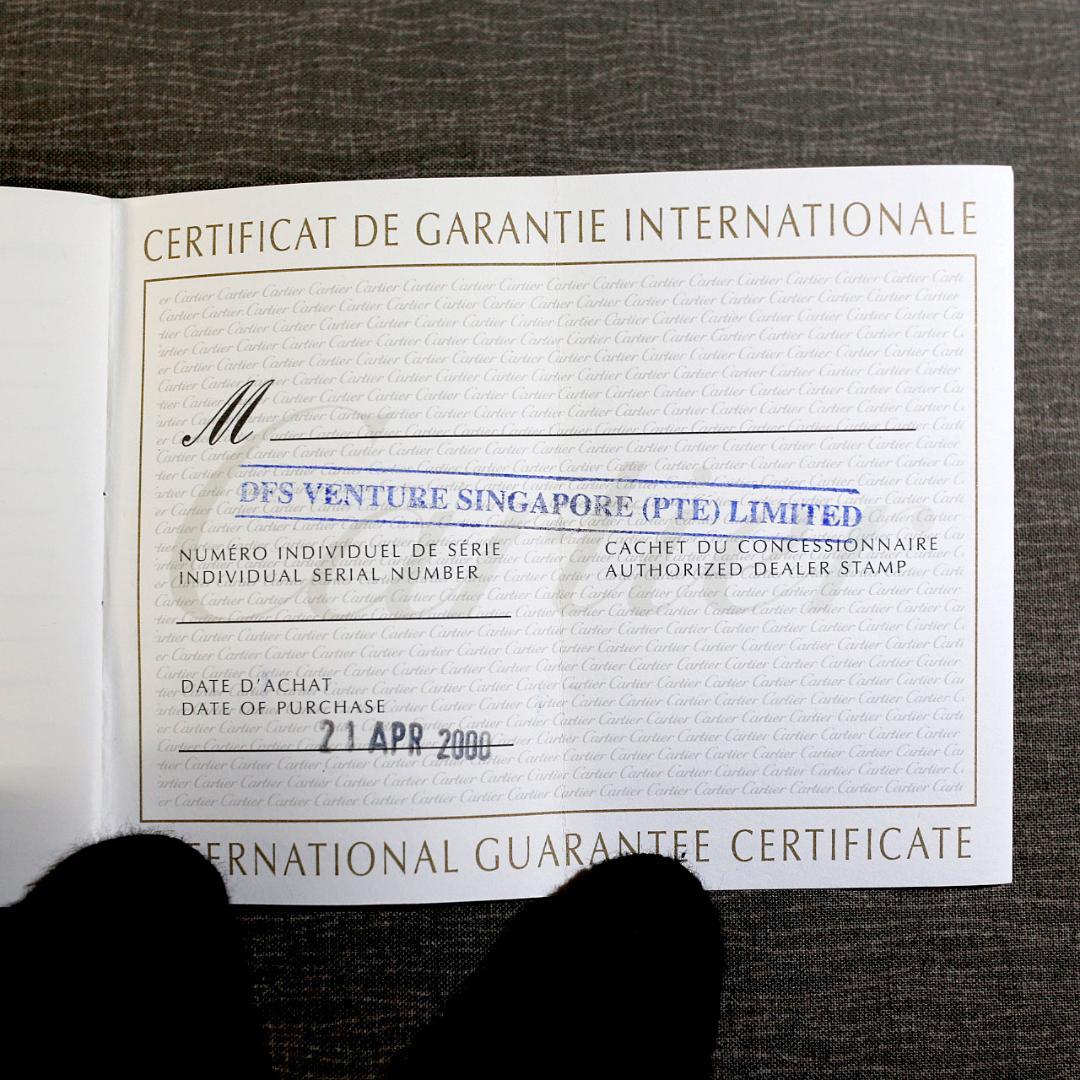 CERTIFICAT DE GARANTIE INTERNATIONALE
M
DFS VENTURE SINGAPORE (PTE) LIMITED
NUMÉRO INDIVIDUEL DE SÉRIE
INDIVIDUAL SERIAL NUMBER
CACHET DU CONCESSIONNAIRE
AUTHORIZED DEALER STAMP
DATE D'ACHAT
DATE OF PURCHASE
21 APR 2000
Cartier
ERNATIONAL GUARANTEE CERTIFICATE